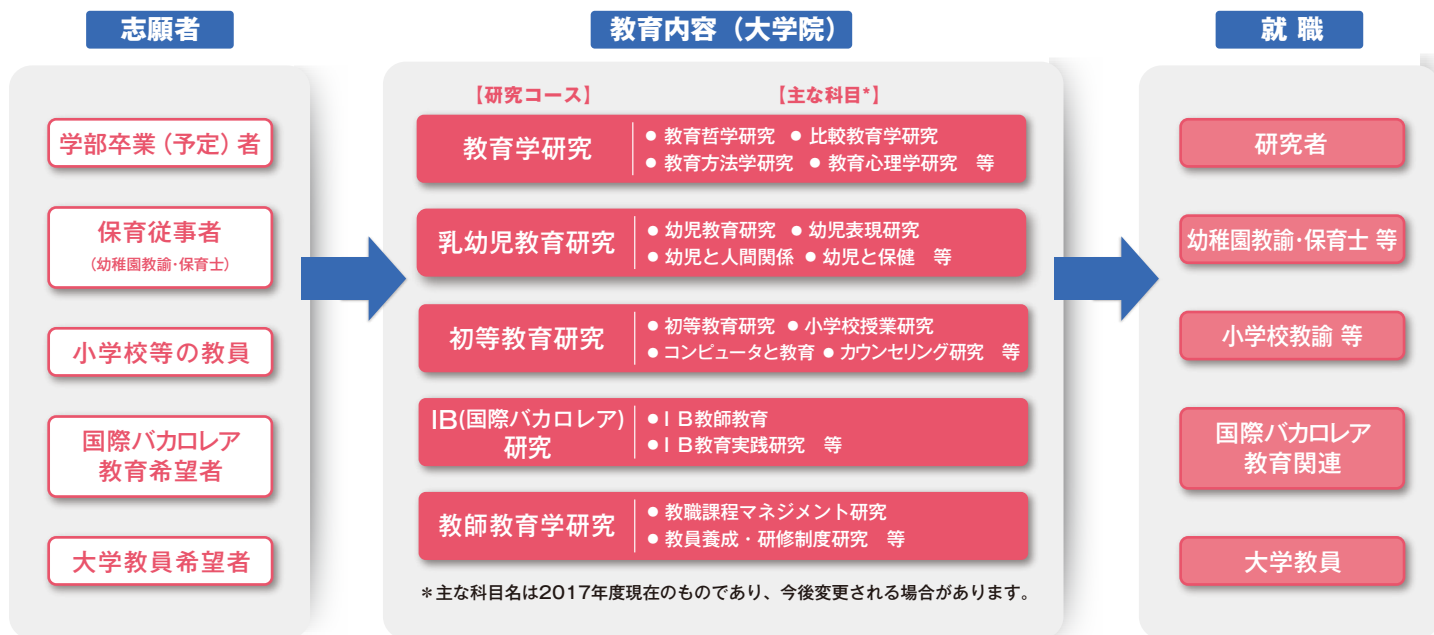 志願者
学部卒業（予定）者
保育従事者
（幼稚園教諭・保育士）
小学校等の教員
国際バカロレア
教育希望者
大学教員希望者
教育内容（大学院）
【研究コース】
【主な科目*】
教育学研究
● 教育哲学研究 ● 比較教育学研究
● 教育方法学研究 ● 教育心理学研究 等
乳幼児教育研究
● 幼児教育研究 ● 幼児表現研究
● 幼児と人間関係 ● 幼児と保健 等
初等教育研究
● 初等教育研究 ● 小学校授業研究
● コンピュータと教育 ● カウンセリング研究 等
IB(国際バカロレア)
研究
● ＩＢ教師教育
● ＩＢ教育実践研究 等
教師教育学研究
● 教職課程マネジメント研究
● 教員養成・研修制度研究 等
＊主な科目名は2017年度現在のものであり、今後変更される場合があります。
就 職
研究者
幼稚園教諭・保育士 等
小学校教諭 等
国際バカロレア
教育関連
大学教員